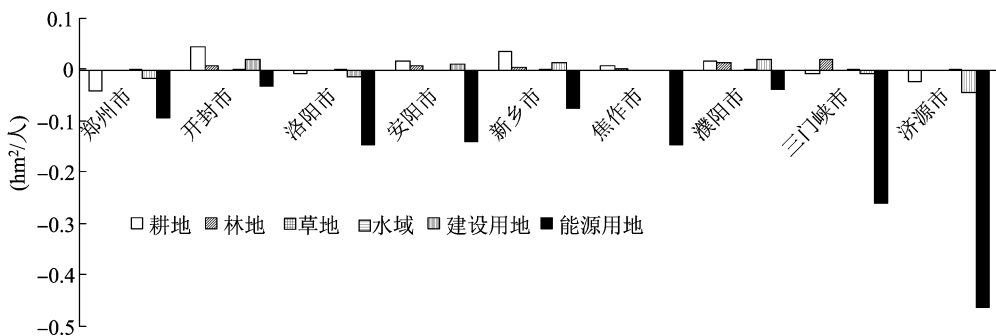 0.1
0
−0.1
−0.2
−0.3
−0.4
−0.5
(hm²/人)
郑州市 开封市 洛阳市 安阳市 新乡市 焦作市 濮阳市 三门峡市 济源市
耕地 林地 草地 水域 建设用地 能源用地